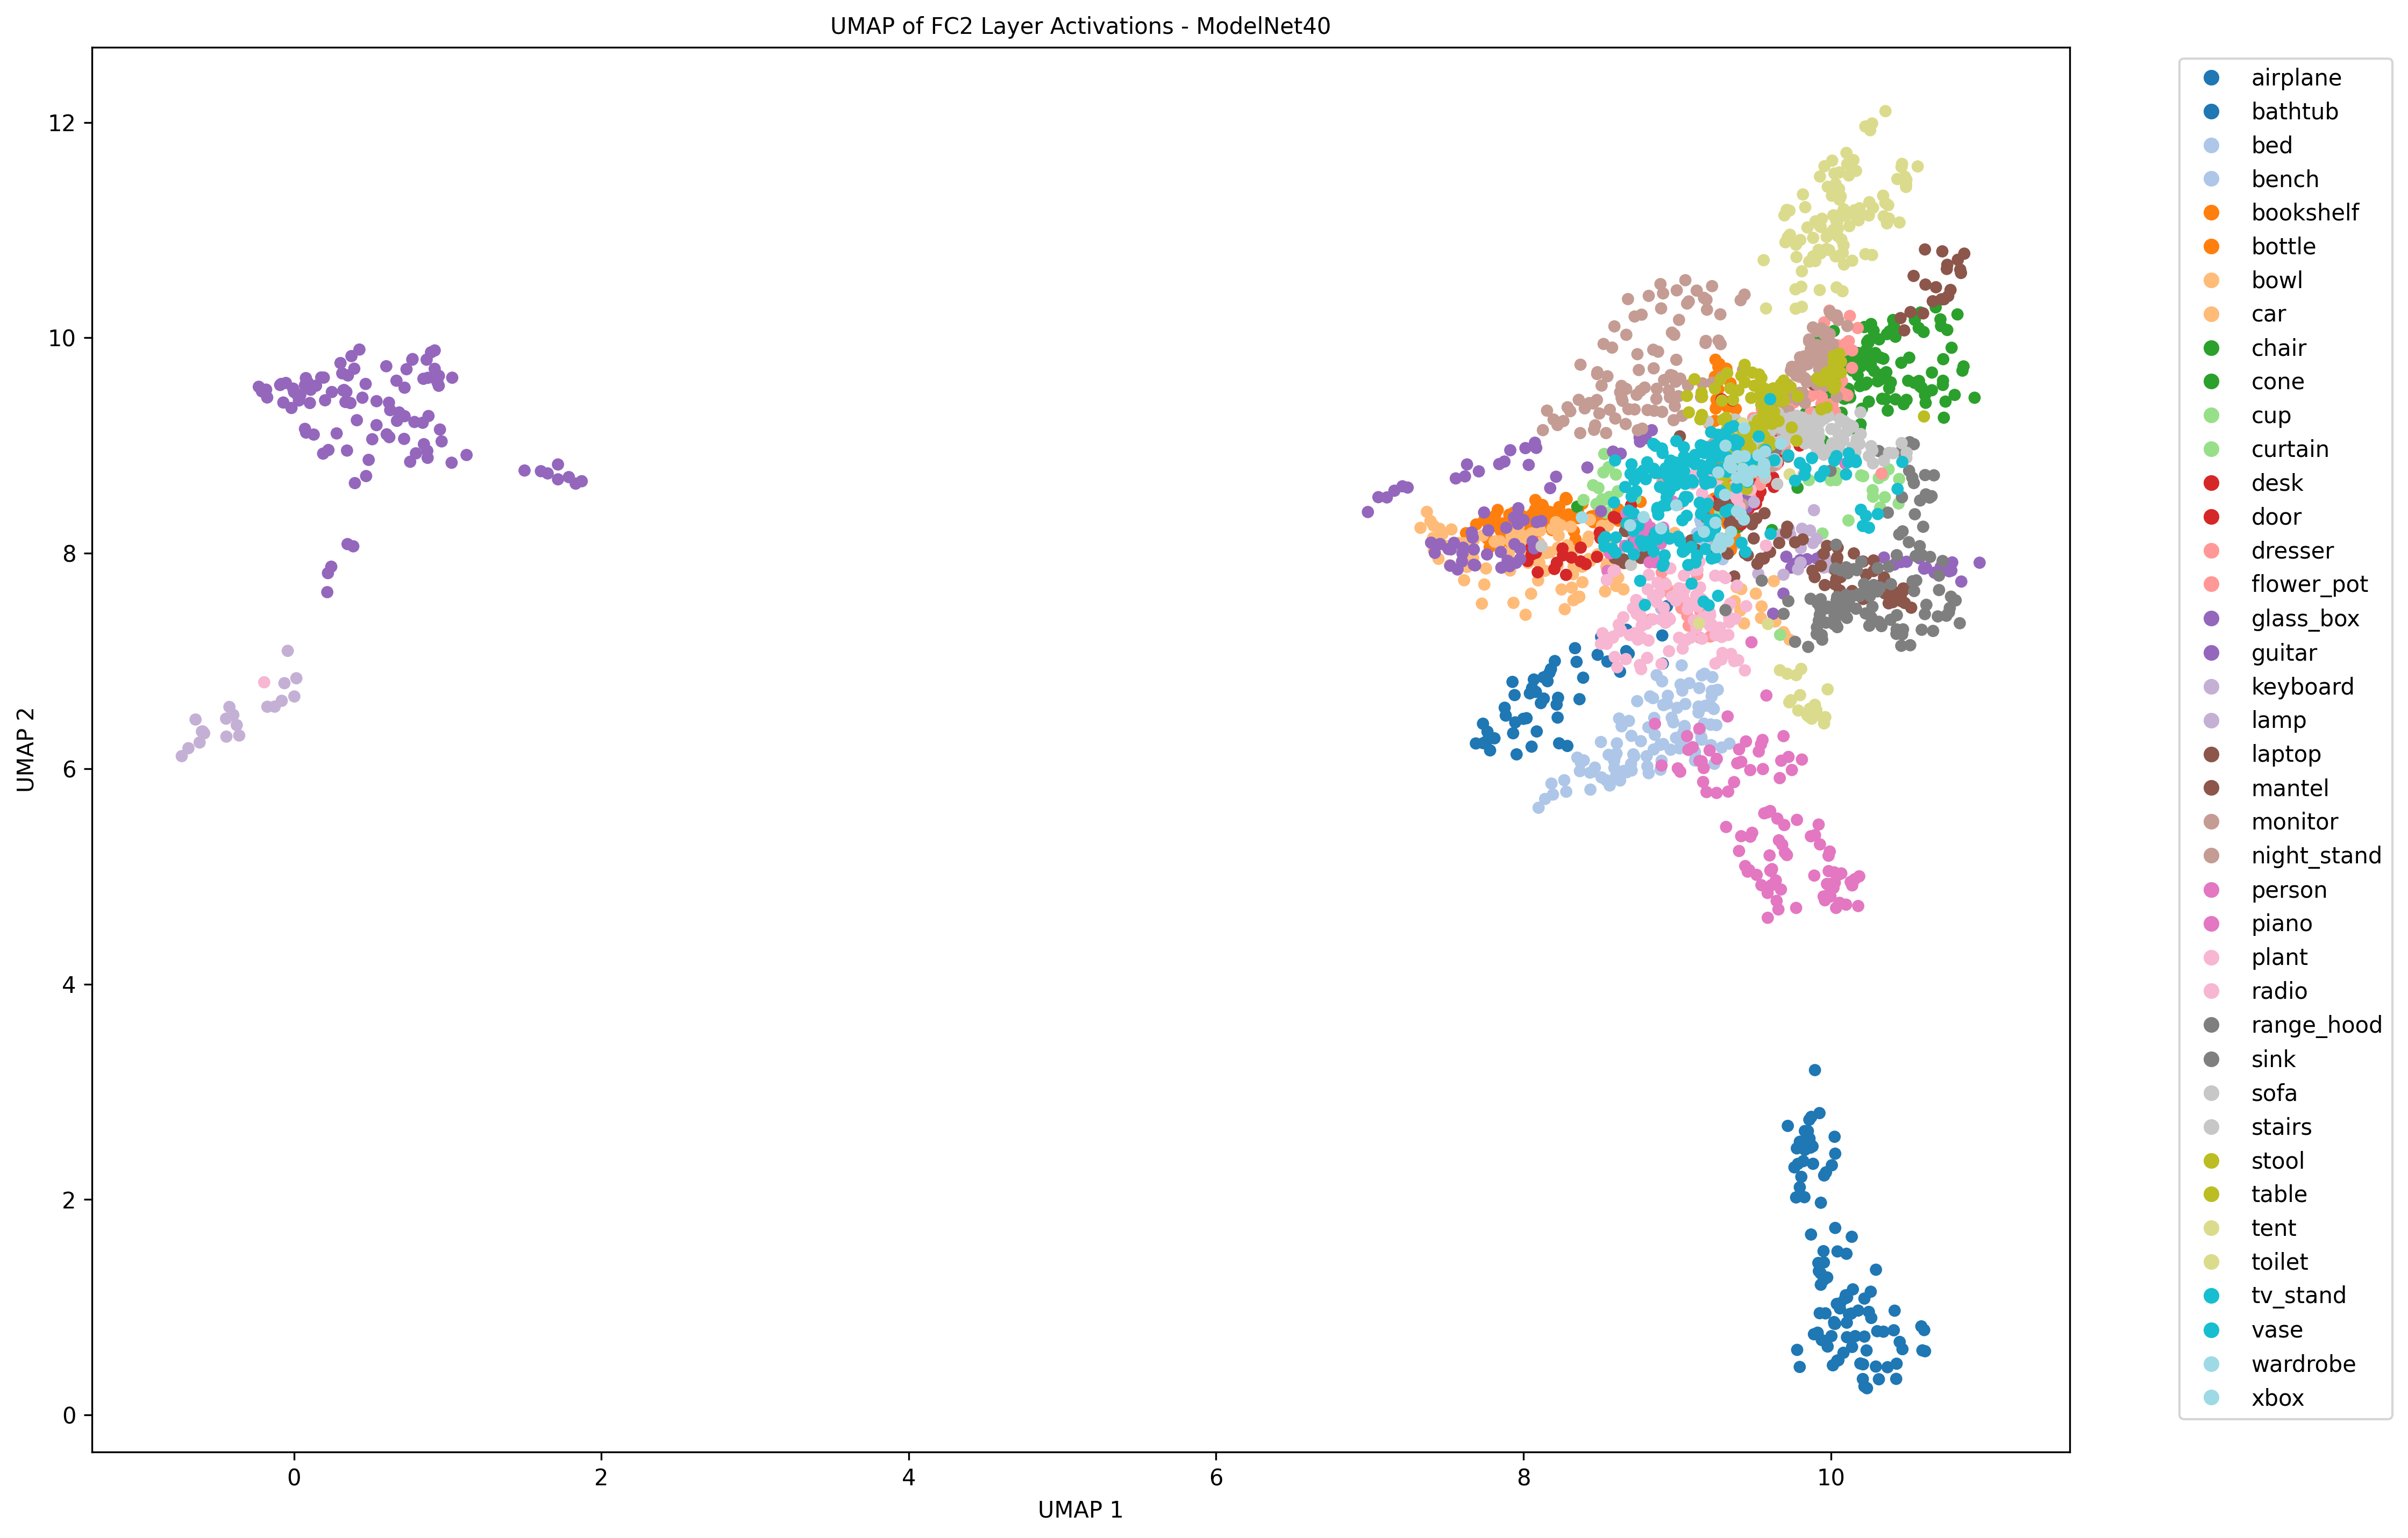 UMAP of FC2 Layer Activations - ModelNet40
12
10
8
6
4
2
0
UMAP 2
0
2
4
6
8
10
UMAP 1
airplane
bathtub
bed
bench
bookshelf
bottle
bowl
car
chair
cone
cup
curtain
desk
door
dresser
flower_pot
glass_box
guitar
keyboard
lamp
laptop
mantel
monitor
night_stand
person
piano
plant
radio
range_hood
sink
sofa
stairs
stool
table
tent
toilet
tv_stand
vase
wardrobe
xbox